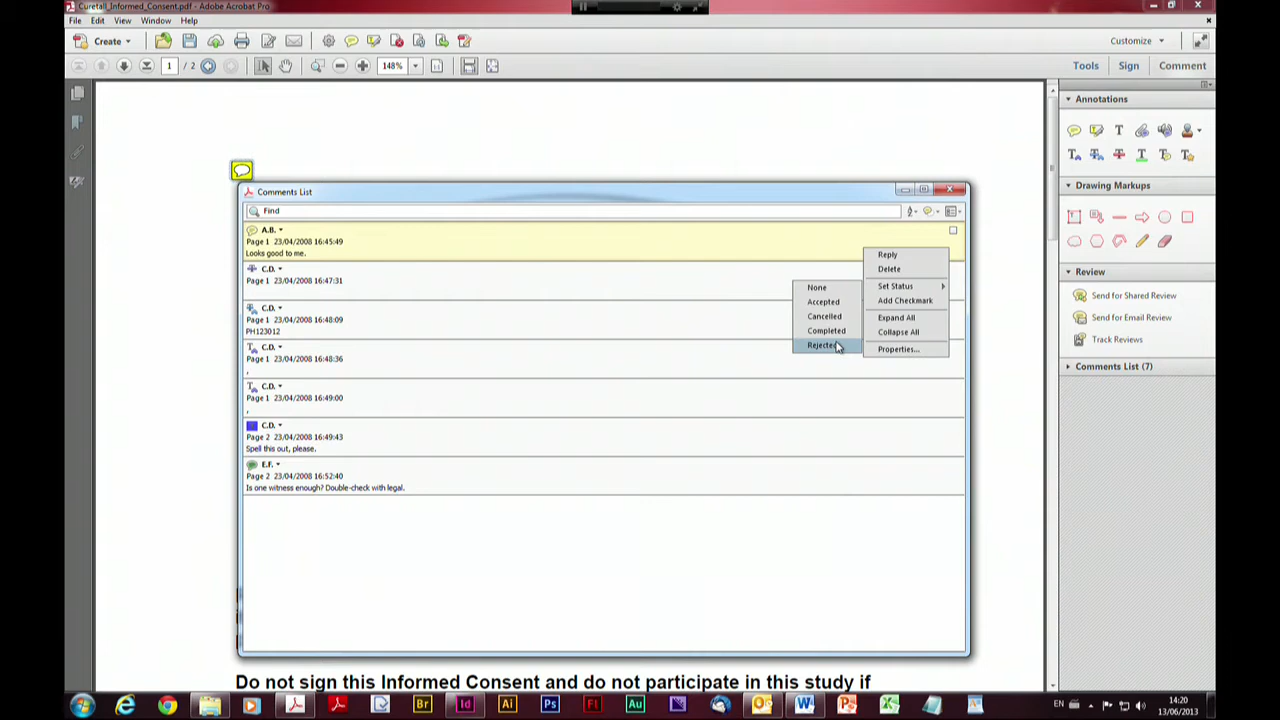 Curetall_Informed_Consent.pdf - Adobe Acrobat Pro
File Edit View Window Help
Create
Customize
1 / 2
148%
Tools Sign Comment
Annotations
T
Drawing Markups
Review
Send for Shared Review
Send for Email Review
Track Reviews
Comments List (7)
Comments List
Find
A.B.
Page 1 23/04/2008 16:45:49
Looks good to me.
C.D.
Page 1 23/04/2008 16:47:31
C.D.
Page 1 23/04/2008 16:48:09
PH123012
C.D.
Page 1 23/04/2008 16:48:36
,
C.D.
Page 1 23/04/2008 16:49:00
,
C.D.
Page 2 23/04/2008 16:49:43
Spell this out, please.
E.F.
Page 2 23/04/2008 16:52:40
Is one witness enough? Double-check with legal.
Reply
Delete
Set Status
Add Checkmark
Expand All
Collapse All
Properties...
None
Accepted
Cancelled
Completed
Rejected
Do not sign this Informed Consent and do not participate in this study if
Br Id Ai Ps Fl Au
EN
14:20
13/06/2013